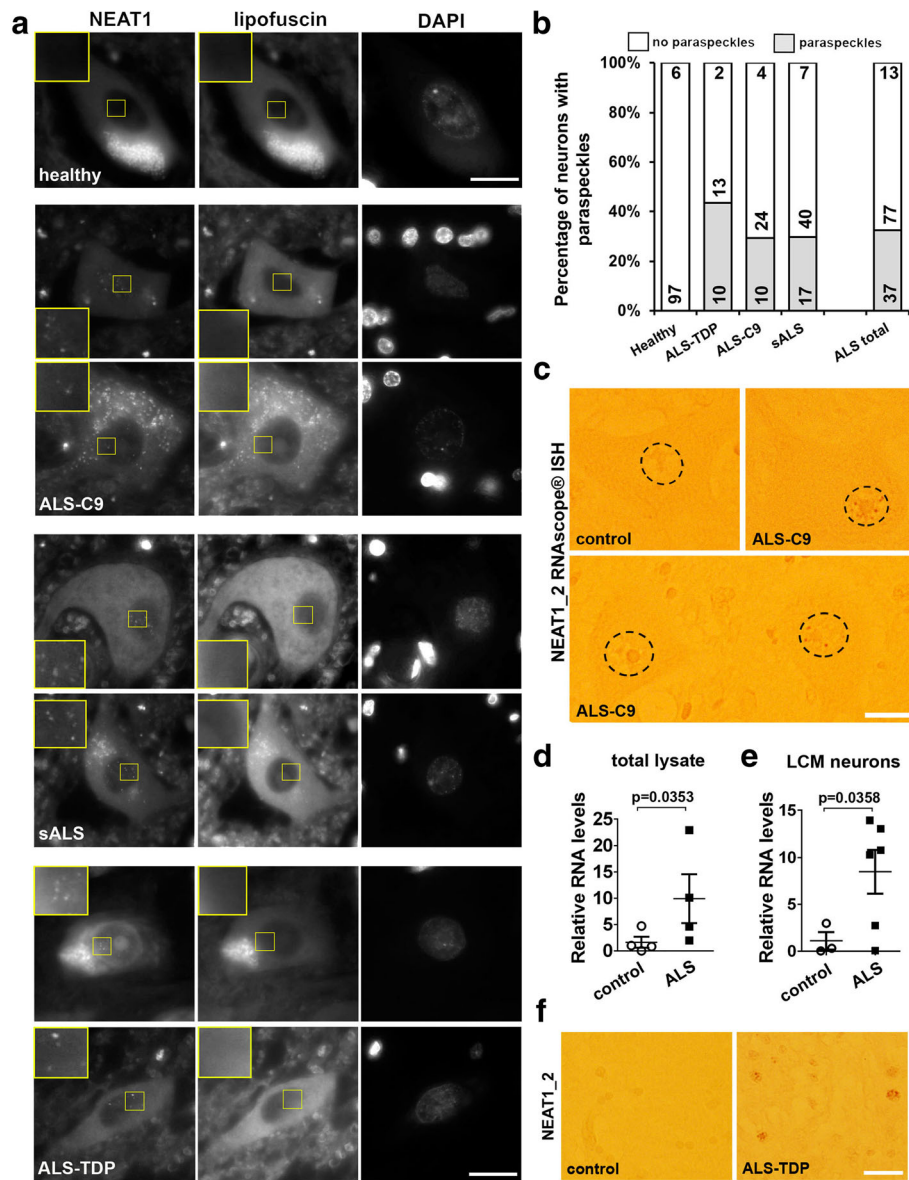 a
NEAT1
lipofuscin
DAPI
healthy
ALS-C9
sALS
ALS-TDP
b
no paraspeckles
paraspeckles
Percentage of neurons with
paraspeckles
100%
80%
60%
40%
20%
0%
6
2
4
7
13
13
24
40
77
97
10
10
17
37
Healthy
ALS-TDP
ALS-C9
sALS
ALS total
c
NEAT1_2 RNAscope® ISH
control
ALS-C9
ALS-C9
d
total lysate
p=0.0353
Relative RNA levels
25
20
15
10
5
0
control
ALS
e
LCM neurons
p=0.0358
Relative RNA levels
15
10
5
0
control
ALS
f
NEAT1_2
control
ALS-TDP